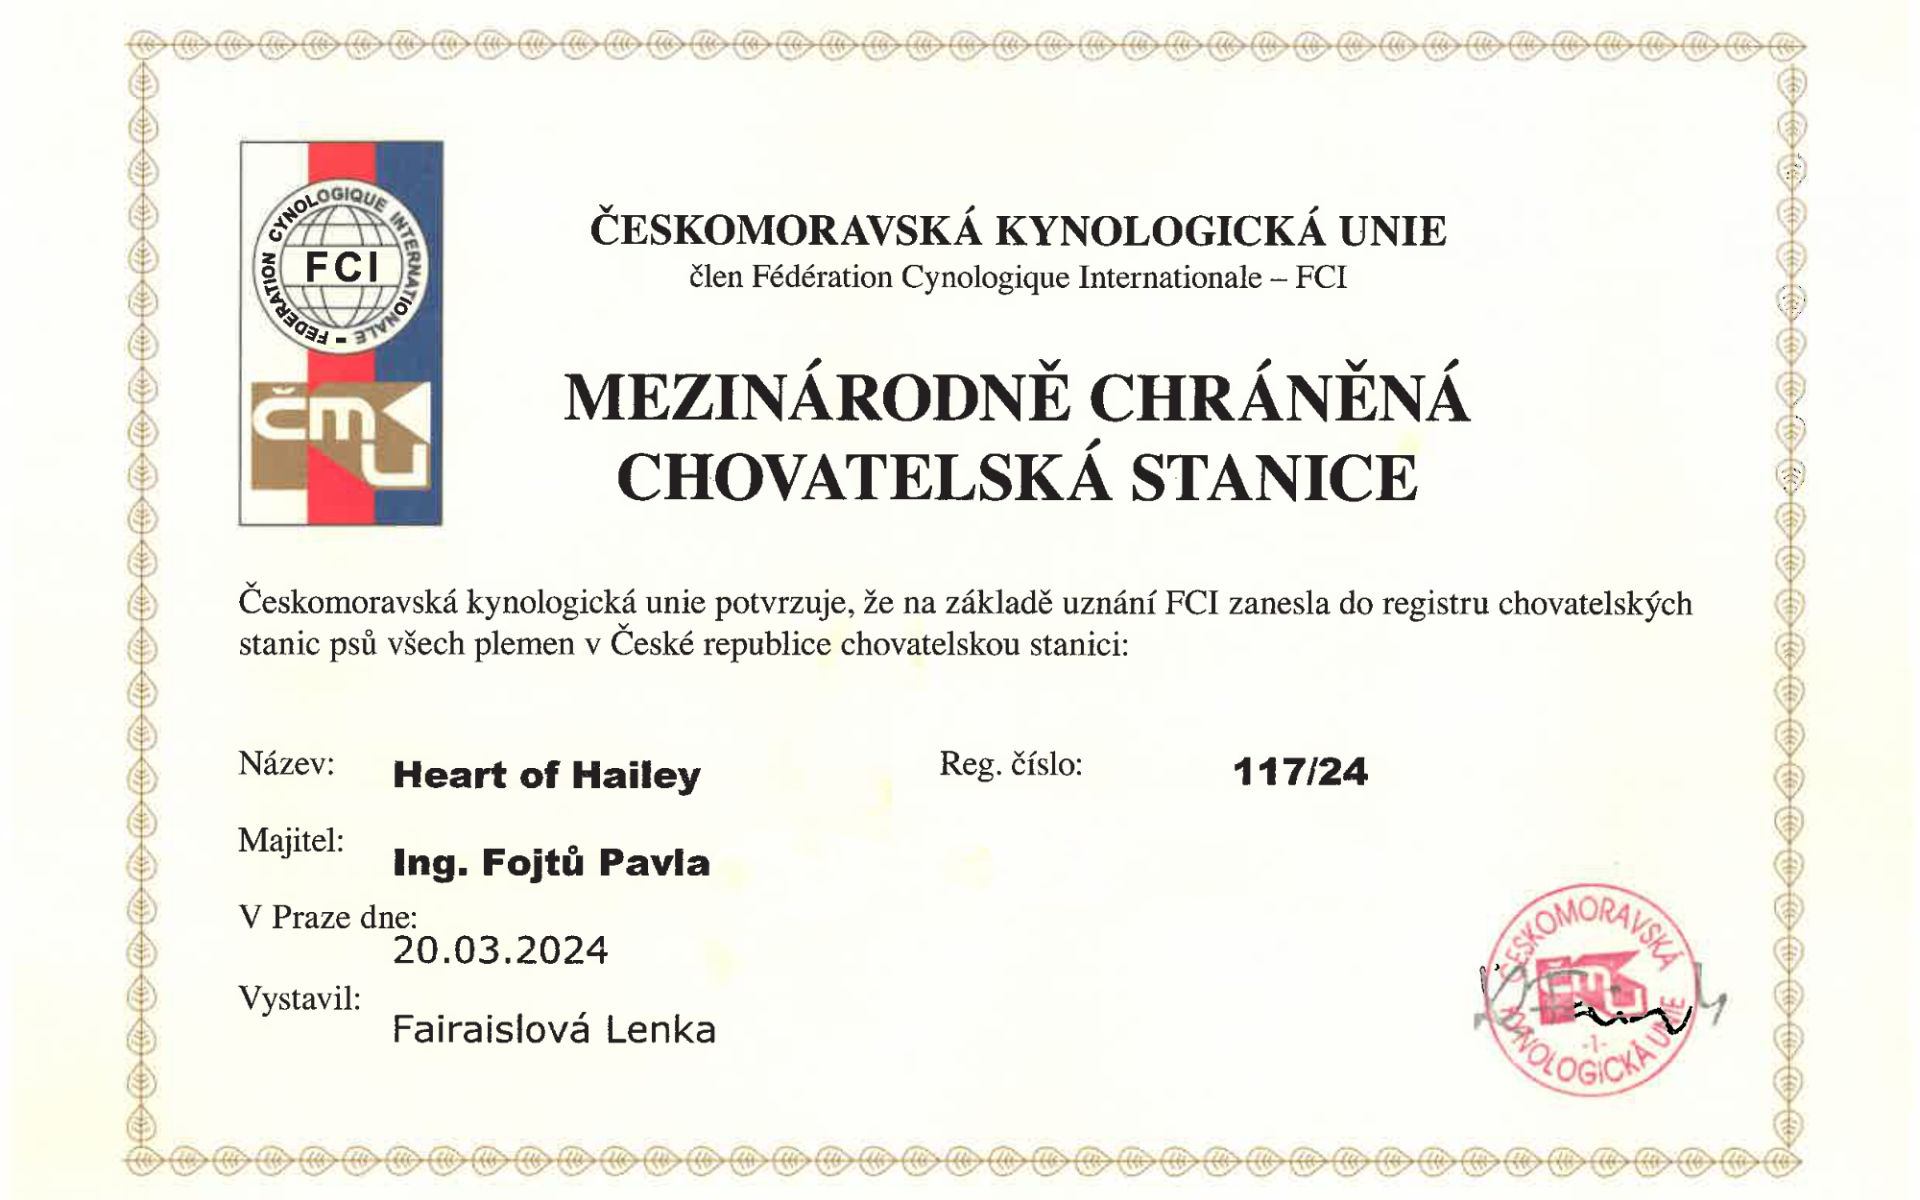 FEDERATION CYNOLOGIQUE INTERNATIONALE -
FCI
čmku
ČESKOMORAVSKÁ KYNOLOGICKÁ UNIE
člen Fédération Cynologique Internationale – FCI
MEZINÁRODNĚ CHRÁNĚNÁ
CHOVATELSKÁ STANICE
Českomoravská kynologická unie potvrzuje, že na základě uznání FCI zanesla do registru chovatelských
stanic psů všech plemen v České republice chovatelskou stanici:
Název: Heart of Hailey Reg. číslo: 117/24
Majitel: Ing. Fojtů Pavla
V Praze dne:
20.03.2024
Vystavil:
Fairaislová Lenka
ČESKOMORAVSKÁ
čmku
-1-
KYNOLOGICKÁ UNIE